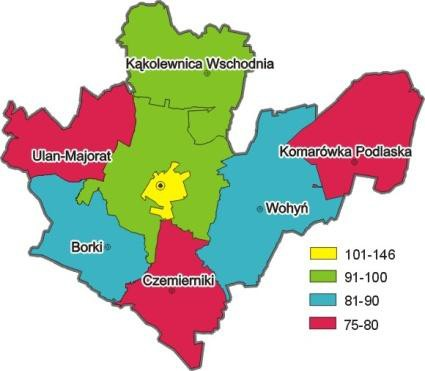 Kąkolewnica Wschodnia
Ulan-Majorat
Komarówka Podlaska
Wohyń
Borki
Czemierniki
101-146
91-100
81-90
75-80